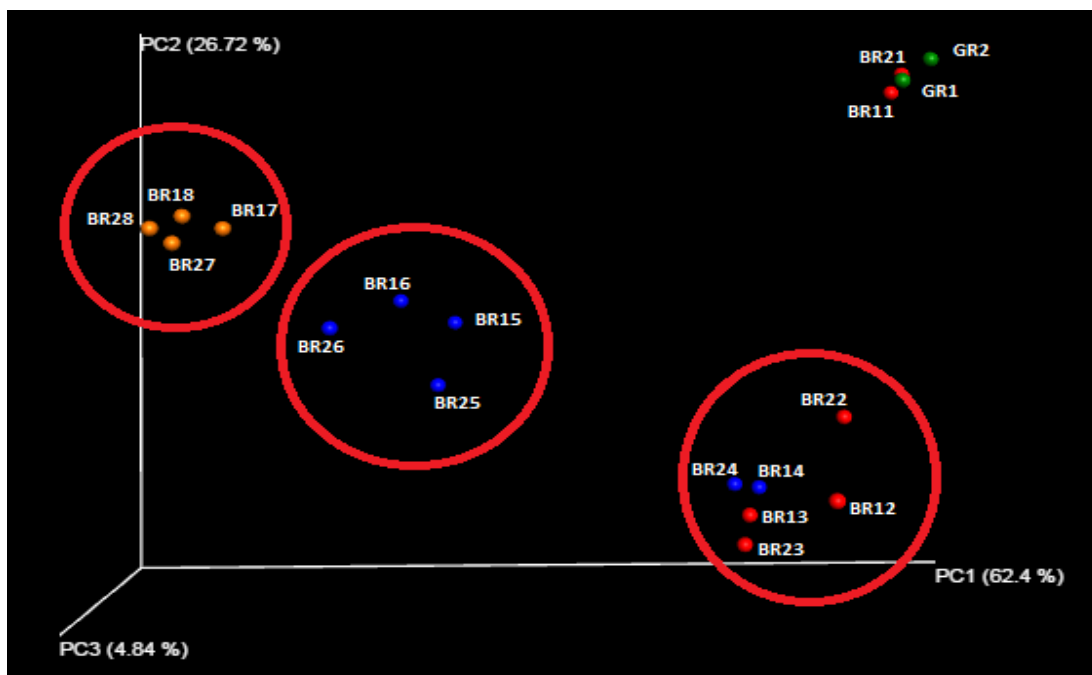 PC2 (26.72 %)
GR2
BR21
GR1
BR11
BR18
BR28
BR17
BR27
BR16
BR15
BR26
BR25
BR22
BR24
BR14
BR12
BR13
BR23
PC1 (62.4 %)
PC3 (4.84 %)